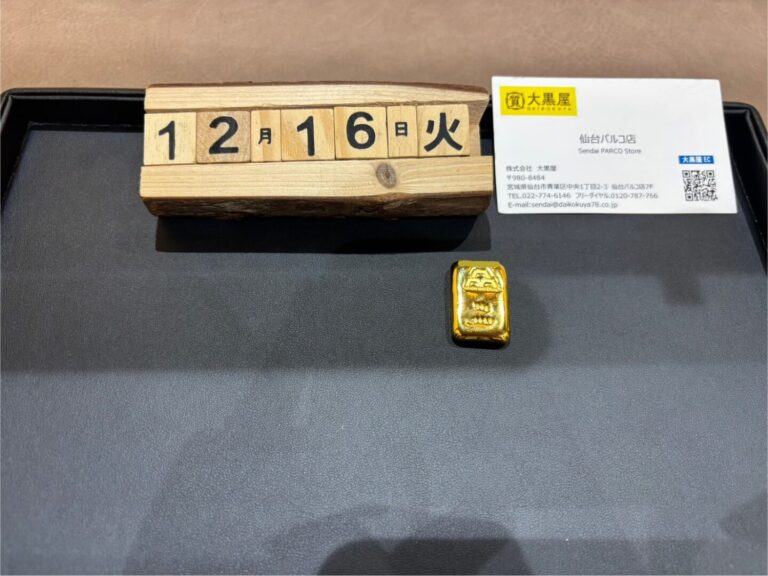 12月16日火
質 大黒屋
DAIKOKUYA
仙台パルコ店
Sendai PARCO Store
大黒屋 EC
株式会社 大黒屋
〒980-8484
宮城県仙台市青葉区中央1丁目2-3 仙台パルコ店7F
TEL.022-774-6146 フリーダイヤル:0120-787-766
E-mail:sendai@daikokuya78.co.jp